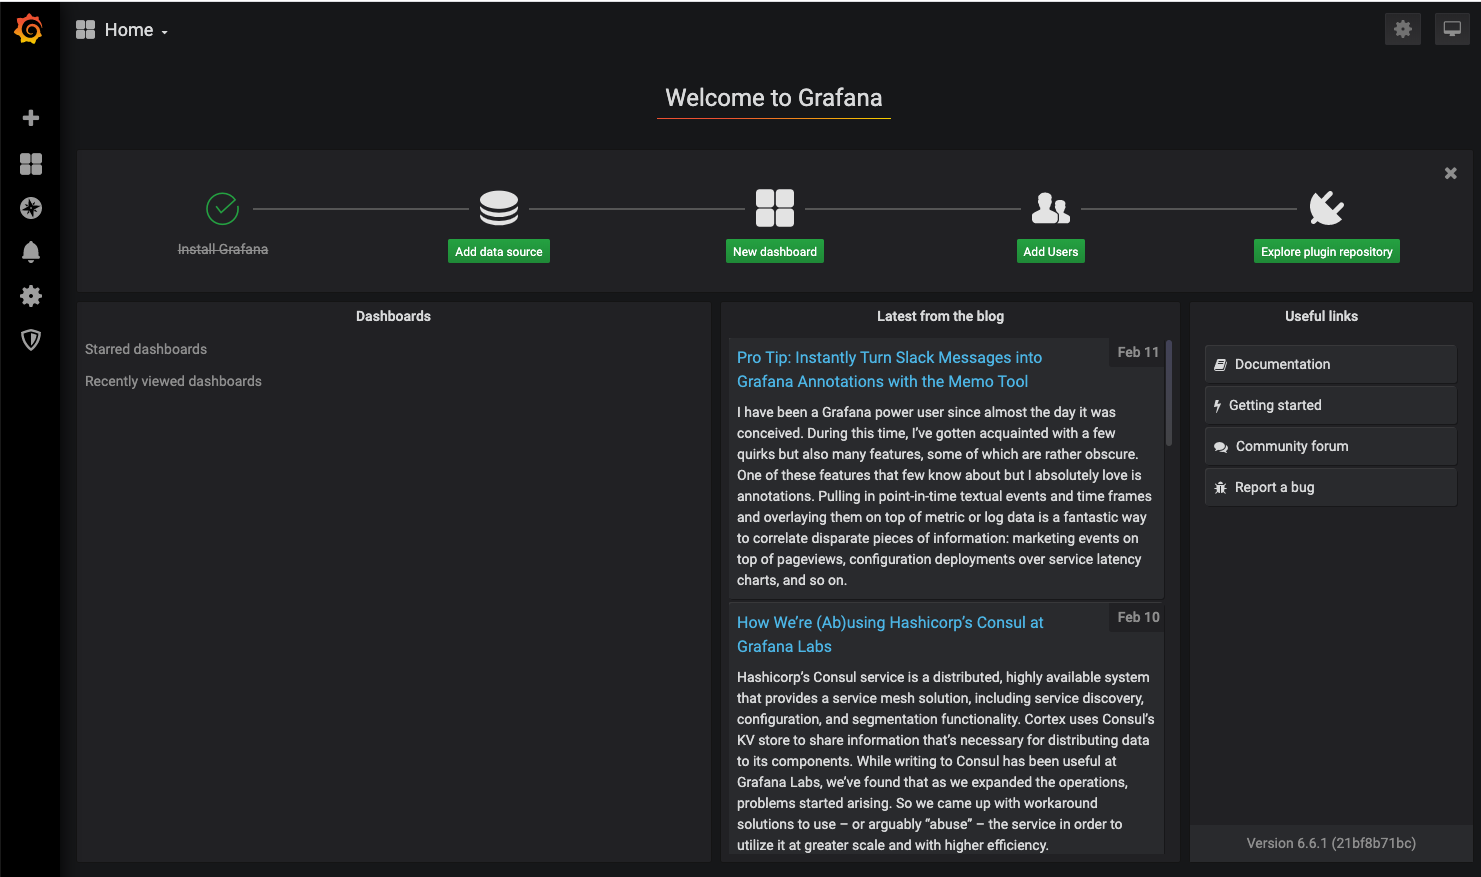 Home
Welcome to Grafana
Install Grafana
Add data source
New dashboard
Add Users
Explore plugin repository
Dashboards
Starred dashboards
Recently viewed dashboards
Latest from the blog
Pro Tip: Instantly Turn Slack Messages into
Grafana Annotations with the Memo Tool
Feb 11
I have been a Grafana power user since almost the day it was
conceived. During this time, I’ve gotten acquainted with a few
quirks but also many features, some of which are rather obscure.
One of these features that few know about but I absolutely love is
annotations. Pulling in point-in-time textual events and time frames
and overlaying them on top of metric or log data is a fantastic way
to correlate disparate pieces of information: marketing events on
top of pageviews, configuration deployments over service latency
charts, and so on.
How We’re (Ab)using Hashicorp’s Consul at
Grafana Labs
Feb 10
Hashicorp’s Consul service is a distributed, highly available system
that provides a service mesh solution, including service discovery,
configuration, and segmentation functionality. Cortex uses Consul’s
KV store to share information that’s necessary for distributing data
to its components. While writing to Consul has been useful at
Grafana Labs, we’ve found that as we expanded the operations,
problems started arising. So we came up with workaround
solutions to use – or arguably “abuse” – the service in order to
utilize it at greater scale and with higher efficiency.
Useful links
Documentation
Getting started
Community forum
Report a bug
Version 6.6.1 (21bf8b71bc)